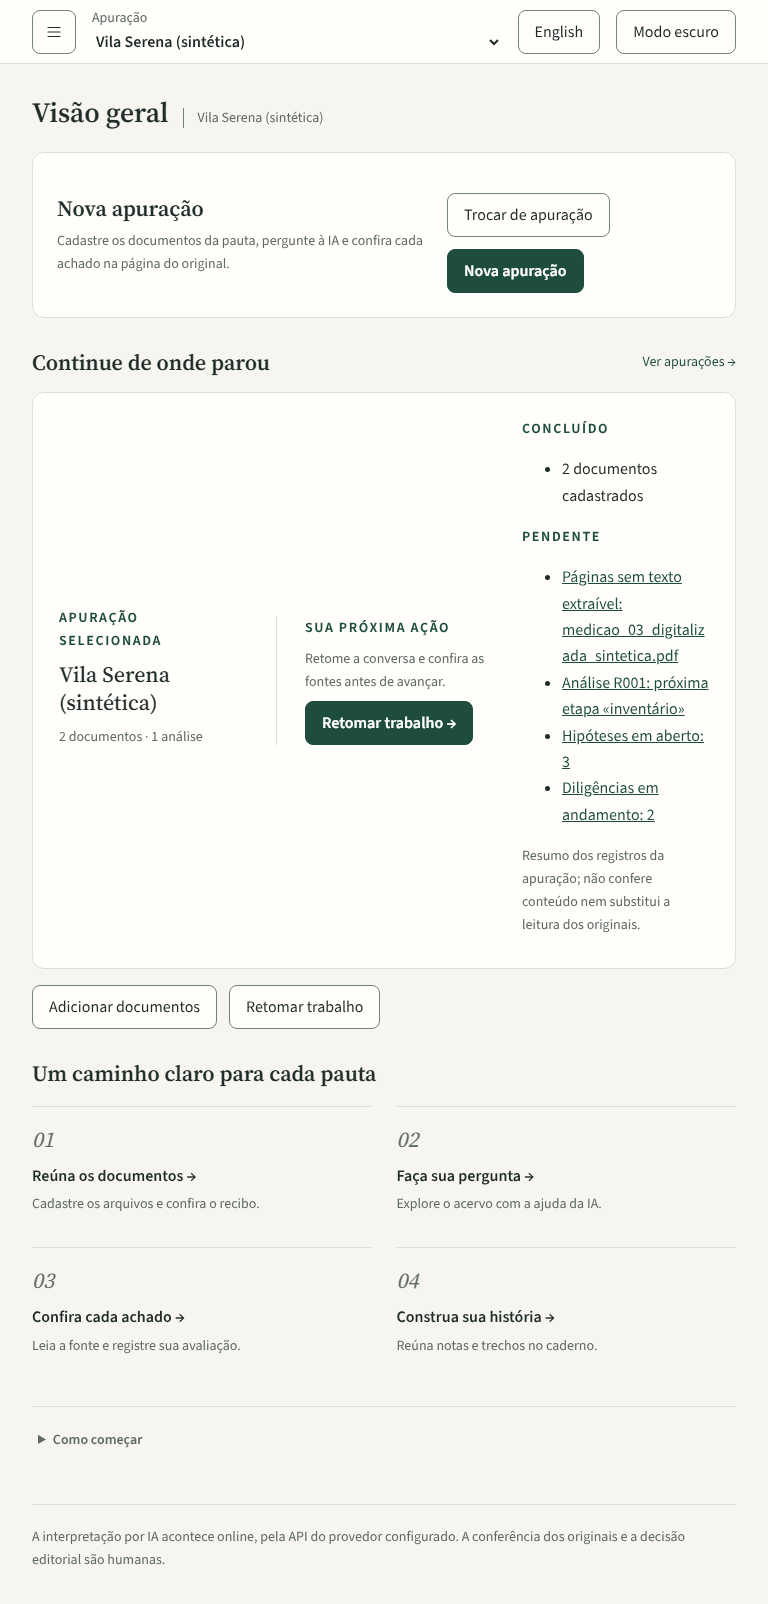 Apuração
Vila Serena (sintética)
English
Modo escuro
Visão geral
Vila Serena (sintética)
Nova apuração
Cadastre os documentos da pauta, pergunte à IA e confira cada
achado na página do original.
Trocar de apuração
Nova apuração
Continue de onde parou
Ver apurações →
APURAÇÃO
SELECIONADA
Vila Serena
(sintética)
2 documentos · 1 análise
SUA PRÓXIMA AÇÃO
Retome a conversa e confira as
fontes antes de avançar.
Retomar trabalho →
CONCLUÍDO
• 2 documentos
cadastrados
PENDENTE
• Páginas sem texto
extraível:
medicao_03_digitaliz
ada_sintetica.pdf
• Análise R001: próxima
etapa «inventário»
• Hipóteses em aberto:
3
• Diligências em
andamento: 2
Resumo dos registros da
apuração; não confere
conteúdo nem substitui a
leitura dos originais.
Adicionar documentos
Retomar trabalho
Um caminho claro para cada pauta
01
Reúna os documentos →
Cadastre os arquivos e confira o recibo.
02
Faça sua pergunta →
Explore o acervo com a ajuda da IA.
03
Confira cada achado →
Leia a fonte e registre sua avaliação.
04
Construa sua história →
Reúna notas e trechos no caderno.
▶ Como começar
A interpretação por IA acontece online, pela API do provedor configurado. A conferência dos originais e a decisão
editorial são humanas.